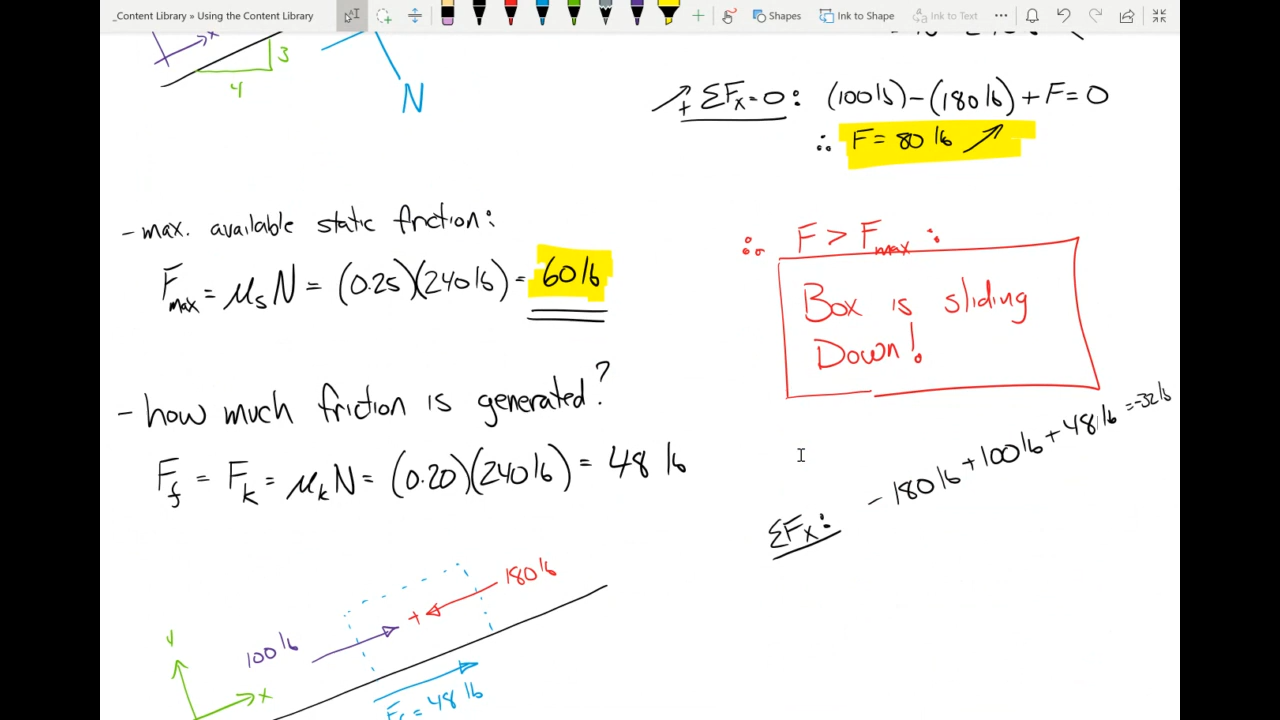 _Content Library » Using the Content Library
Shapes
Ink to Shape
Ink to Text
x
3
4
N
+ ΣFx=0: (100 lb) - (180 lb) + F = 0
∴ F = 80 lb
- max. available static friction:
Fmax = μsN = (0.25)(240 lb) = 60 lb
∴ F > Fmax:
Box is sliding
Down!
- how much friction is generated?
Ff = Fk = μkN = (0.20)(240 lb) = 48 lb
ΣFx: -180 lb + 100 lb + 48 lb = -32 lb
180 lb
+
100 lb
y
x
Ff = 48 lb